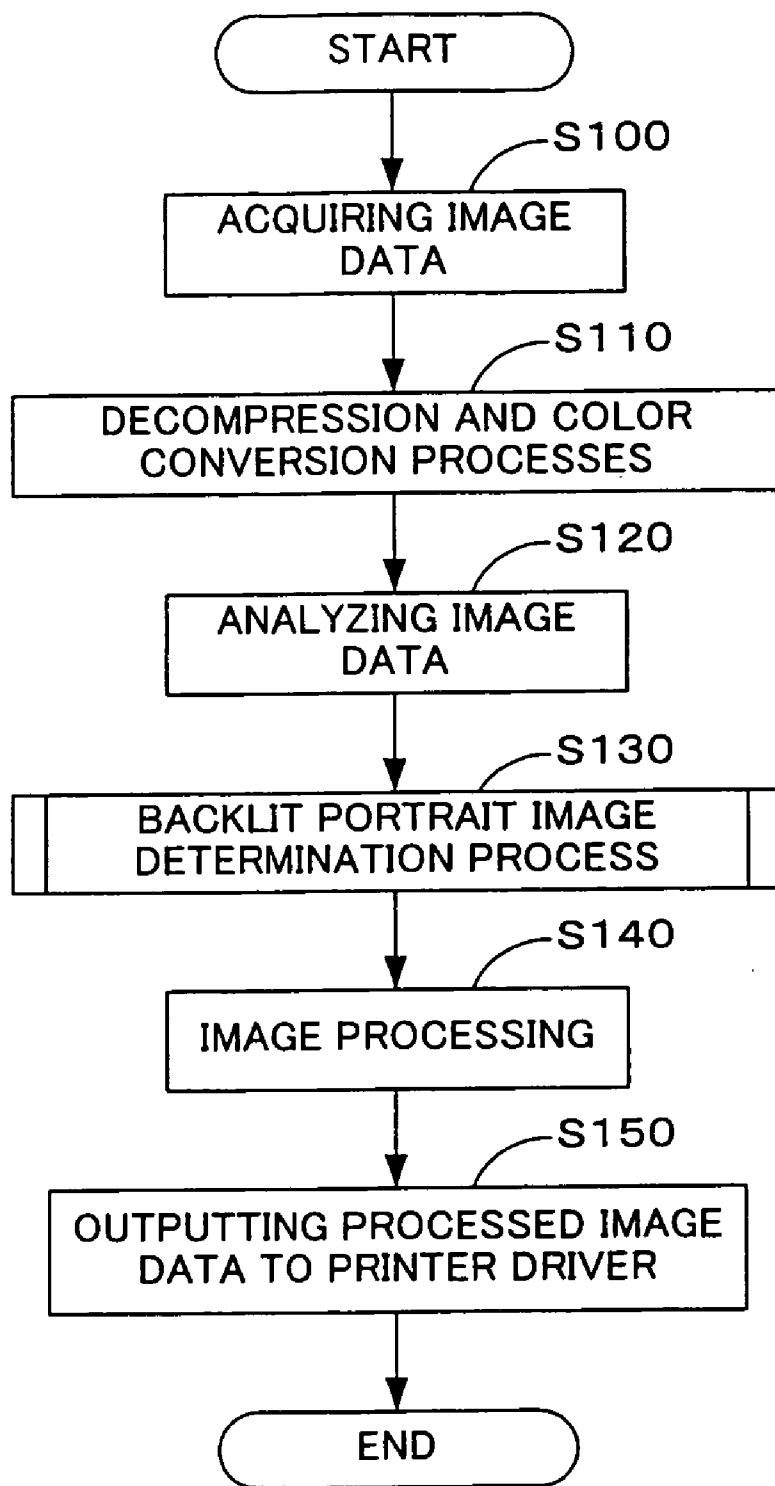 START
S100
ACQUIRING IMAGE
DATA
S110
DECOMPRESSION AND COLOR
CONVERSION PROCESSES
S120
ANALYZING IMAGE
DATA
S130
BACKLIT PORTRAIT IMAGE
DETERMINATION PROCESS
S140
IMAGE PROCESSING
S150
OUTPUTTING PROCESSED IMAGE
DATA TO PRINTER DRIVER
END